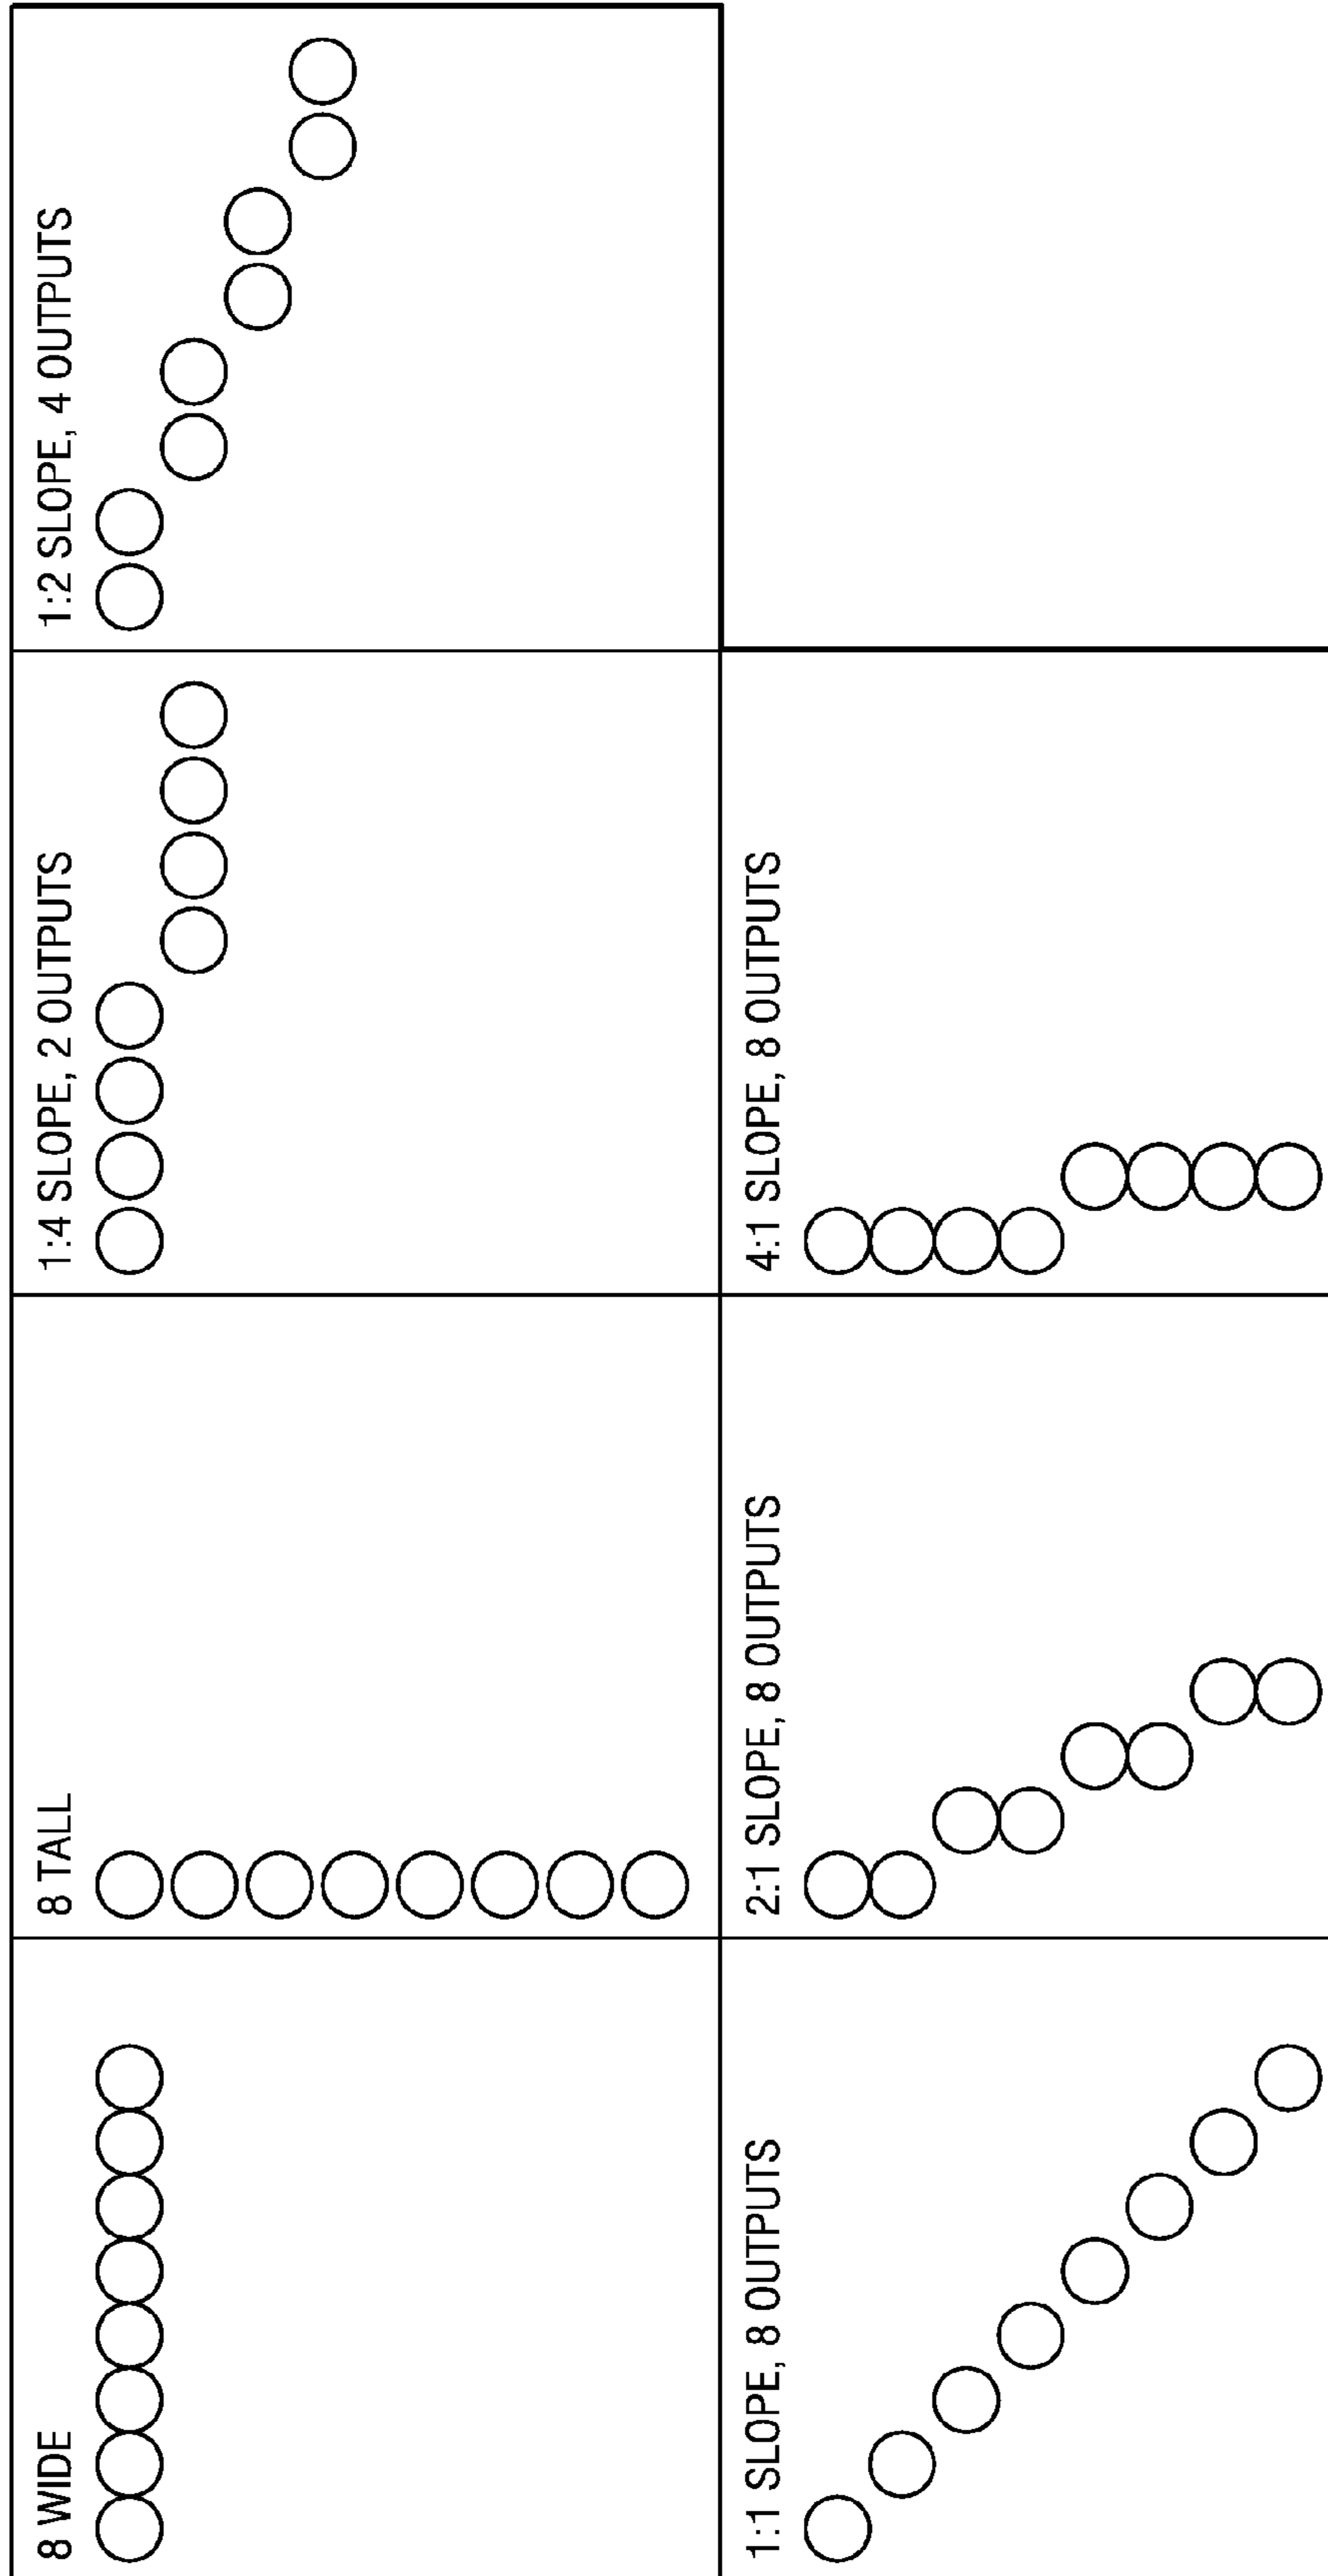 8 WIDE
8 TALL
1:4 SLOPE, 2 OUTPUTS
1:2 SLOPE, 4 OUTPUTS
1:1 SLOPE, 8 OUTPUTS
2:1 SLOPE, 8 OUTPUTS
4:1 SLOPE, 8 OUTPUTS